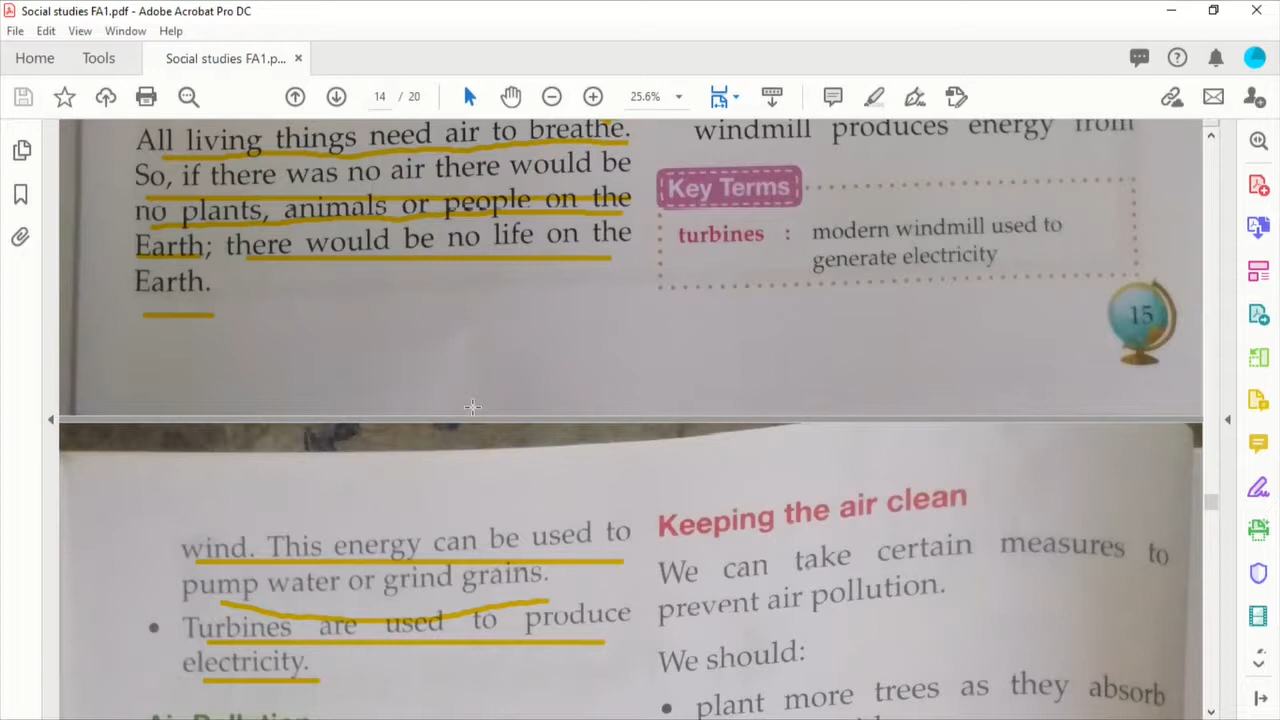 Social studies FA1.pdf - Adobe Acrobat Pro DC
File Edit View Window Help
Home Tools Social studies FA1.p... ×
14 / 20 25.6%
All living things need air to breathe.
So, if there was no air there would be
no plants, animals or people on the
Earth; there would be no life on the
Earth.
windmill produces energy from
Key Terms
turbines : modern windmill used to
generate electricity
15
wind. This energy can be used to
pump water or grind grains.
• Turbines are used to produce
electricity.
Air Pollution
Keeping the air clean
We can take certain measures to
prevent air pollution.
We should:
• plant more trees as they absorb